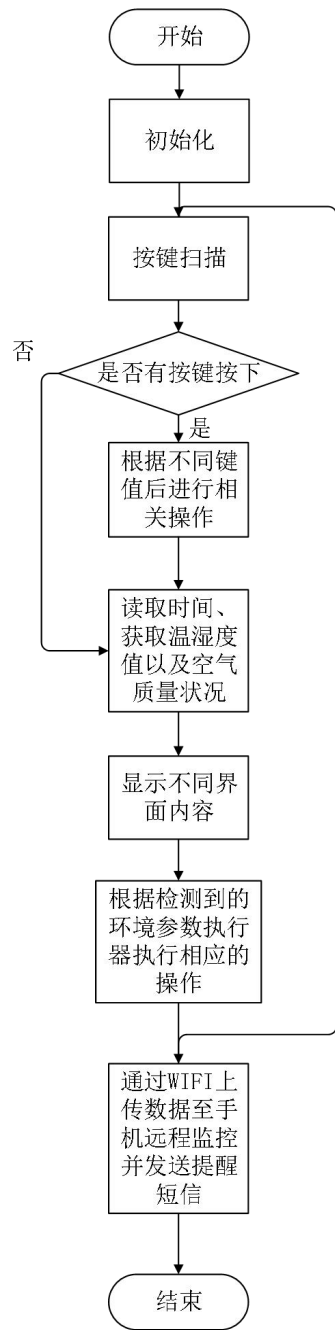 开始
初始化
按键扫描
否
是否有按键按下
是
根据不同键
值后进行相
关操作
读取时间、
获取温湿度
值以及空气
质量状况
显示不同界
面内容
根据检测到的
环境参数执行
器执行相应的
操作
通过WIFI上
传数据至手
机远程监控
并发送提醒
短信
结束